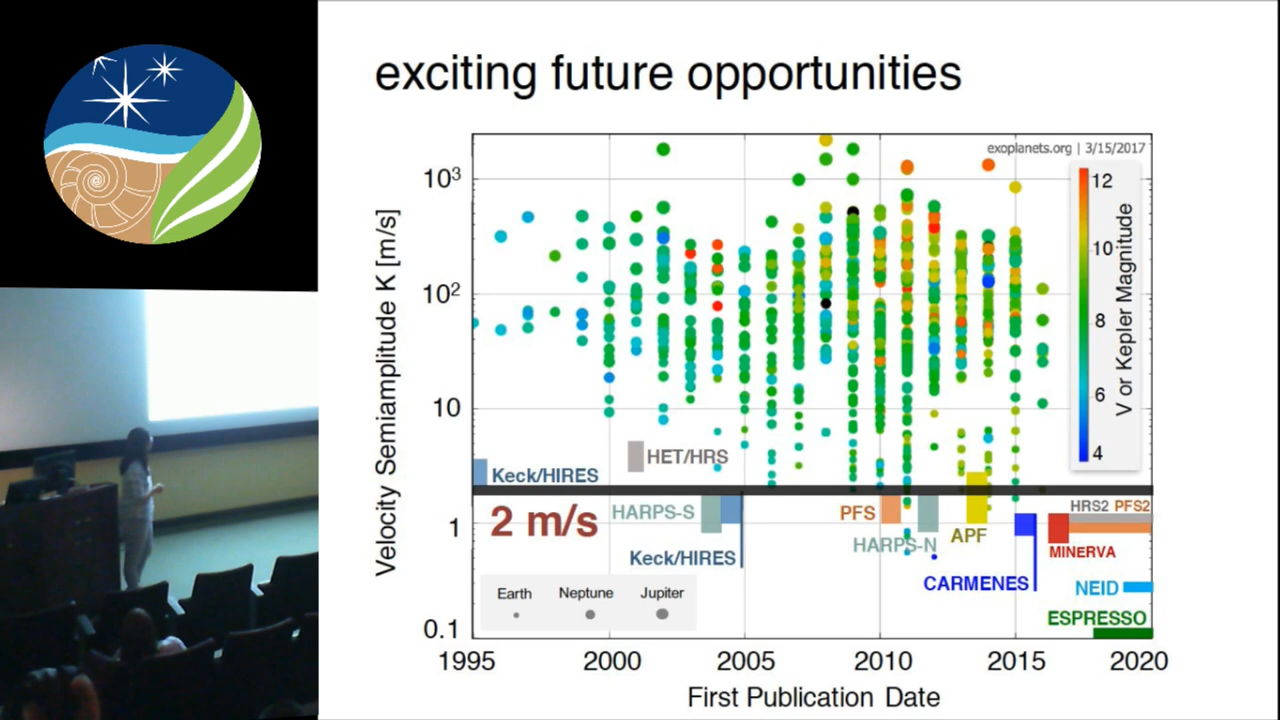 exciting future opportunities
exoplanets.org | 3/15/2017
Velocity Semiamplitude K [m/s]
10³
10²
10
1
0.1
12
10
8
6
4
V or Kepler Magnitude
HET/HRS
Keck/HIRES
2 m/s
HARPS-S
Keck/HIRES
PFS
HARPS-N
APF
HRS2 PFS2
MINERVA
CARMENES
NEID
ESPRESSO
Earth Neptune Jupiter
1995 2000 2005 2010 2015 2020
First Publication Date